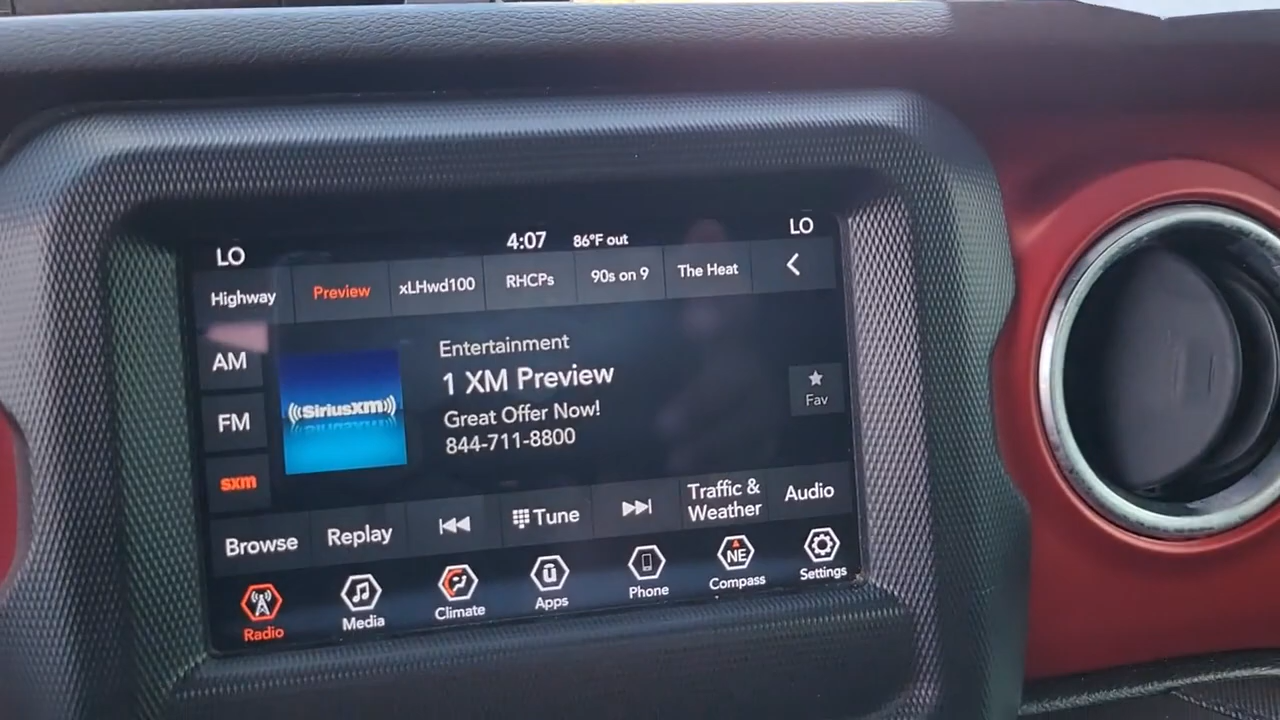 LO 4:07 86°F out LO
Highway Preview xLHwd100 RHCPs 90s on 9 The Heat
AM
FM
sxm
((SiriusXM))
Entertainment
1 XM Preview
Great Offer Now!
844-711-8800
Fav
Browse Replay Tune Traffic & Audio
Weather
Radio Media Climate Apps Phone NE Compass Settings